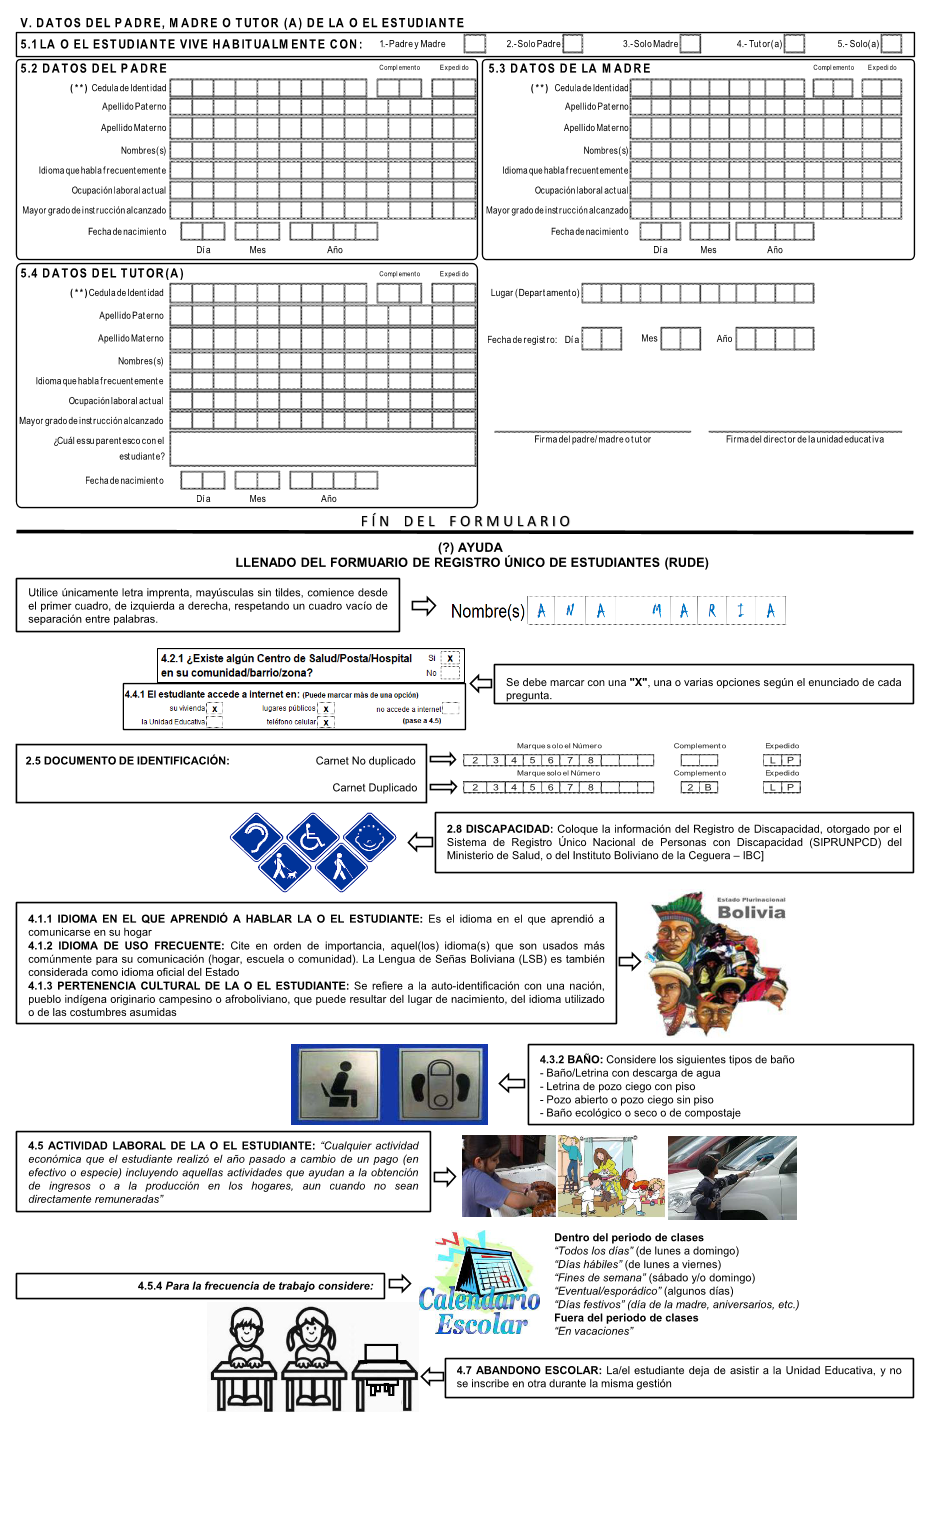 V. DATOS DEL PADRE, MADRE O TUTOR (A) DE LA O EL ESTUDIANTE
5.1 LA O EL ESTUDIANTE VIVE HABITUALMENTE CON: 1.-Padre y Madre 2.-Solo Padre 3.-Solo Madre 4.- Tutor(a) 5.- Solo(a)
5.2 DATOS DEL PADRE Complemento Expedido
(**) Cedula de Identidad
Apellido Paterno
Apellido Materno
Nombres(s)
Idioma que habla frecuentemente
Ocupación laboral actual
Mayor grado de instrucción alcanzado
Fecha de nacimiento
Día Mes Año
5.3 DATOS DE LA MADRE Complemento Expedido
(**) Cedula de Identidad
Apellido Paterno
Apellido Materno
Nombres(s)
Idioma que habla frecuentemente
Ocupación laboral actual
Mayor grado de instrucción alcanzado
Fecha de nacimiento
Día Mes Año
5.4 DATOS DEL TUTOR(A) Complemento Expedido
(**) Cedula de Identidad
Apellido Paterno
Apellido Materno
Nombres(s)
Idioma que habla frecuentemente
Ocupación laboral actual
Mayor grado de instrucción alcanzado
¿Cuál es su parentesco con el
estudiante?
Fecha de nacimiento
Día Mes Año
Lugar (Departamento)
Fecha de registro: Día Mes Año
Firma del padre/ madre o tutor Firma del director de la unidad educativa
FÍN DEL FORMULARIO
(?) AYUDA
LLENADO DEL FORMUARIO DE REGISTRO ÚNICO DE ESTUDIANTES (RUDE)
Utilice únicamente letra imprenta, mayúsculas sin tildes, comience desde
el primer cuadro, de izquierda a derecha, respetando un cuadro vacío de
separación entre palabras.
Nombre(s) A N A M A R I A
4.2.1 ¿Existe algún Centro de Salud/Posta/Hospital Si X
en su comunidad/barrio/zona? No
4.4.1 El estudiante accede a internet en: (Puede marcar más de una opción)
su vivienda X lugares públicos X no accede a internet
la Unidad Educativa teléfono celular X (pase a 4.5)
Se debe marcar con una "X", una o varias opciones según el enunciado de cada
pregunta.
2.5 DOCUMENTO DE IDENTIFICACIÓN: Carnet No duplicado
Marque solo el Número Complemento Expedido
2 3 4 5 6 7 8 L P
Carnet Duplicado
Marque solo el Número Complemento Expedido
2 3 4 5 6 7 8 2 B L P
2.8 DISCAPACIDAD: Coloque la información del Registro de Discapacidad, otorgado por el
Sistema de Registro Único Nacional de Personas con Discapacidad (SIPRUNPCD) del
Ministerio de Salud, o del Instituto Boliviano de la Ceguera – IBC]
4.1.1 IDIOMA EN EL QUE APRENDIÓ A HABLAR LA O EL ESTUDIANTE: Es el idioma en el que aprendió a
comunicarse en su hogar
4.1.2 IDIOMA DE USO FRECUENTE: Cite en orden de importancia, aquel(los) idioma(s) que son usados más
comúnmente para su comunicación (hogar, escuela o comunidad). La Lengua de Señas Boliviana (LSB) es también
considerada como idioma oficial del Estado
4.1.3 PERTENENCIA CULTURAL DE LA O EL ESTUDIANTE: Se refiere a la auto-identificación con una nación,
pueblo indígena originario campesino o afroboliviano, que puede resultar del lugar de nacimiento, del idioma utilizado
o de las costumbres asumidas
Estado Plurinacional
Bolivia
4.3.2 BAÑO: Considere los siguientes tipos de baño
- Baño/Letrina con descarga de agua
- Letrina de pozo ciego con piso
- Pozo abierto o pozo ciego sin piso
- Baño ecológico o seco o de compostaje
4.5 ACTIVIDAD LABORAL DE LA O EL ESTUDIANTE: “Cualquier actividad
económica que el estudiante realizó el año pasado a cambio de un pago (en
efectivo o especie) incluyendo aquellas actividades que ayudan a la obtención
de ingresos o a la producción en los hogares, aun cuando no sean
directamente remuneradas”
4.5.4 Para la frecuencia de trabajo considere:
Calendario
Escolar
Dentro del periodo de clases
“Todos los días” (de lunes a domingo)
“Días hábiles” (de lunes a viernes)
“Fines de semana” (sábado y/o domingo)
“Eventual/esporádico” (algunos días)
“Días festivos” (día de la madre, aniversarios, etc.)
Fuera del periodo de clases
“En vacaciones”
4.7 ABANDONO ESCOLAR: La/el estudiante deja de asistir a la Unidad Educativa, y no
se inscribe en otra durante la misma gestión